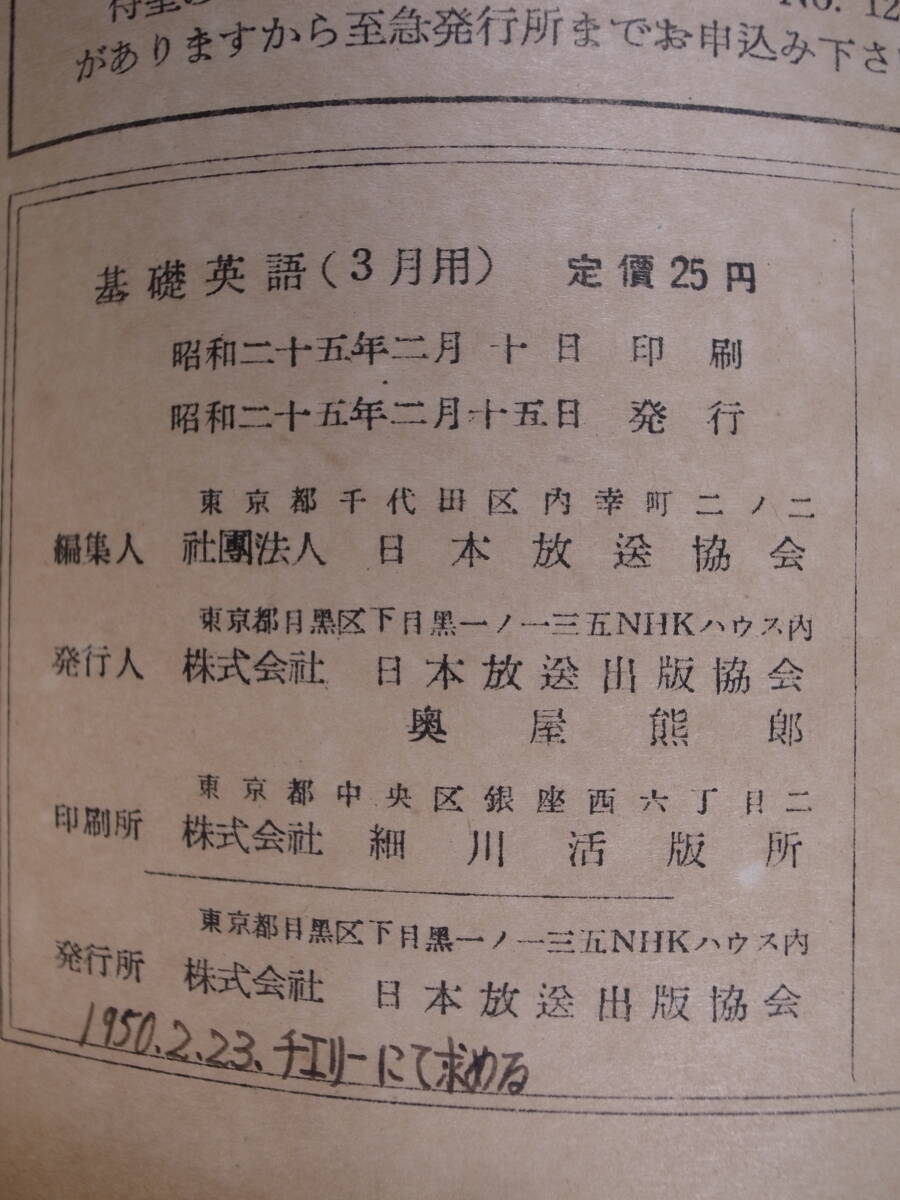 待望の
No. 12
がありますから至急発行所までお申込み下さ
基礎英語(3月用) 定價25円
昭和二十五年二月 十 日 印 刷
昭和二十五年二月十五日 発 行
東京都千代田区内幸町二ノ二
編集人 社團法人 日本放送協会
東京都目黒区下目黒一ノ一三五NHKハウス内
発行人 株式会社 日本放送出版協会
奥屋熊郎
東京都中央区銀座西六丁目二
印刷所 株式会社 細川活版所
東京都目黒区下目黒一ノ一三五NHKハウス内
発行所 株式会社 日本放送出版協会
1950.2.23.チエリーにて求める